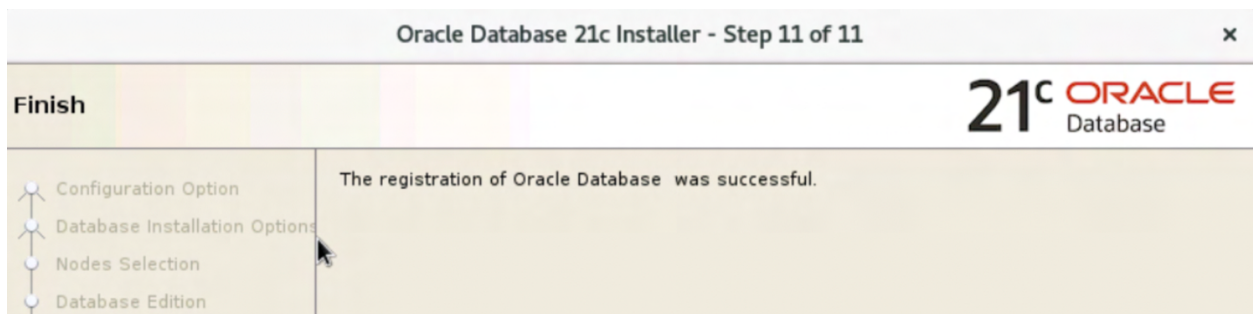 Oracle Database 21c Installer - Step 11 of 11
Finish
21c ORACLE
Database
Configuration Option
Database Installation Options
Nodes Selection
Database Edition
The registration of Oracle Database  was successful.